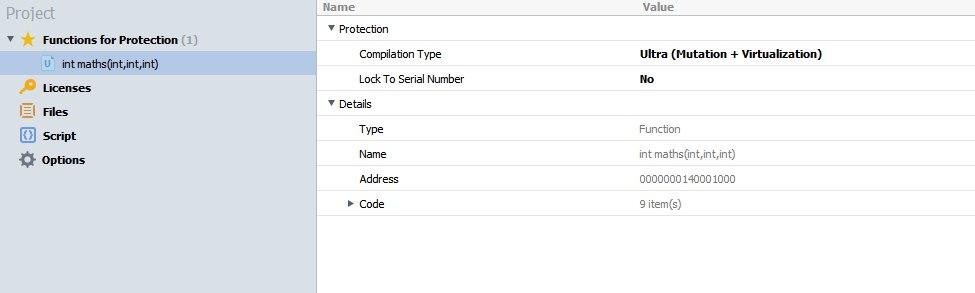 Project
Functions for Protection (1)
int maths(int,int,int)
Licenses
Files
Script
Options
Name Value
Protection
Compilation Type Ultra (Mutation + Virtualization)
Lock To Serial Number No
Details
Type Function
Name int maths(int,int,int)
Address 0000000140001000
Code 9 item(s)